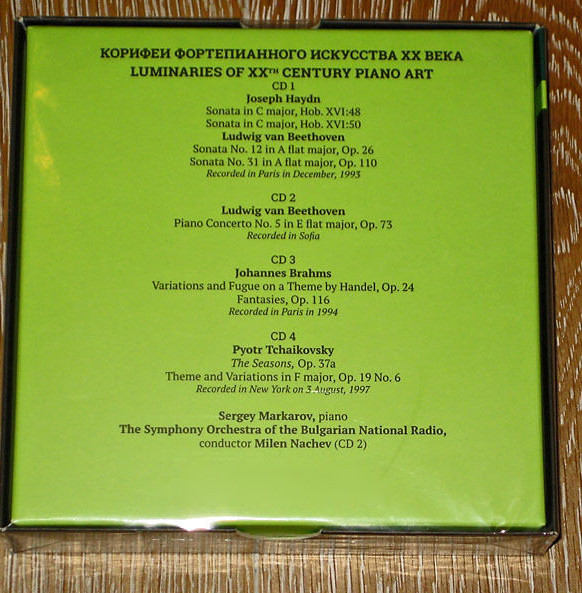 КОРИФЕИ ФОРТЕПИАННОГО ИСКУССТВА XX ВЕКА
LUMINARIES OF XXTH CENTURY PIANO ART
CD 1
Joseph Haydn
Sonata in C major, Hob. XVI:48
Sonata in C major, Hob. XVI:50
Ludwig van Beethoven
Sonata No. 12 in A flat major, Op. 26
Sonata No. 31 in A flat major, Op. 110
Recorded in Paris in December, 1993
CD 2
Ludwig van Beethoven
Piano Concerto No. 5 in E flat major, Op. 73
Recorded in Sofia
CD 3
Johannes Brahms
Variations and Fugue on a Theme by Handel, Op. 24
Fantasies, Op. 116
Recorded in Paris in 1994
CD 4
Pyotr Tchaikovsky
The Seasons, Op. 37a
Theme and Variations in F major, Op. 19 No. 6
Recorded in New York on 3 August, 1997
Sergey Markarov, piano
The Symphony Orchestra of the Bulgarian National Radio,
conductor Milen Nachev (CD 2)